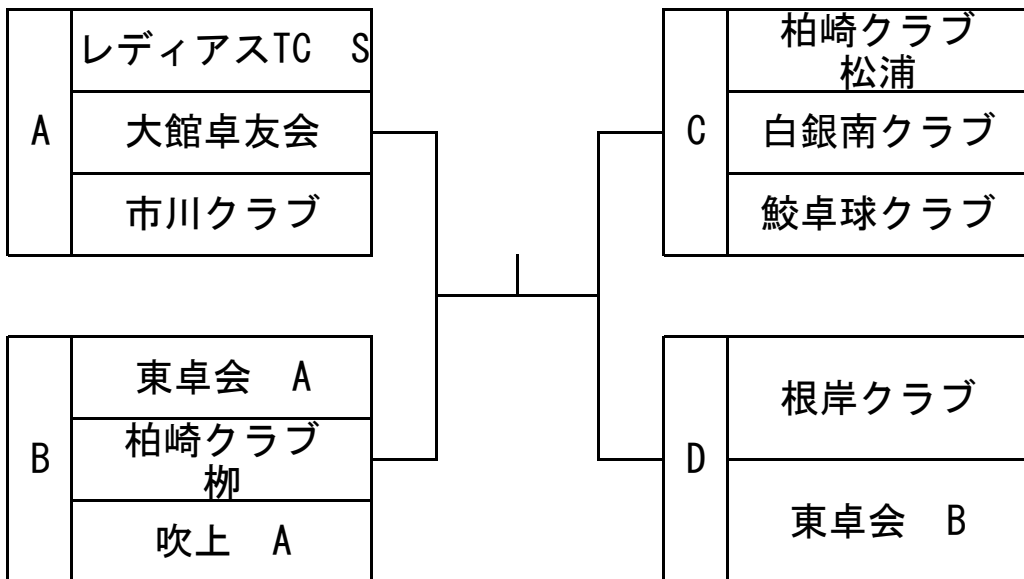 A
レディアスTC　S
大館卓友会
市川クラブ
B
東卓会　A
柏崎クラブ
栁
吹上　A
C
柏崎クラブ
松浦
白銀南クラブ
鮫卓球クラブ
D
根岸クラブ
東卓会　B